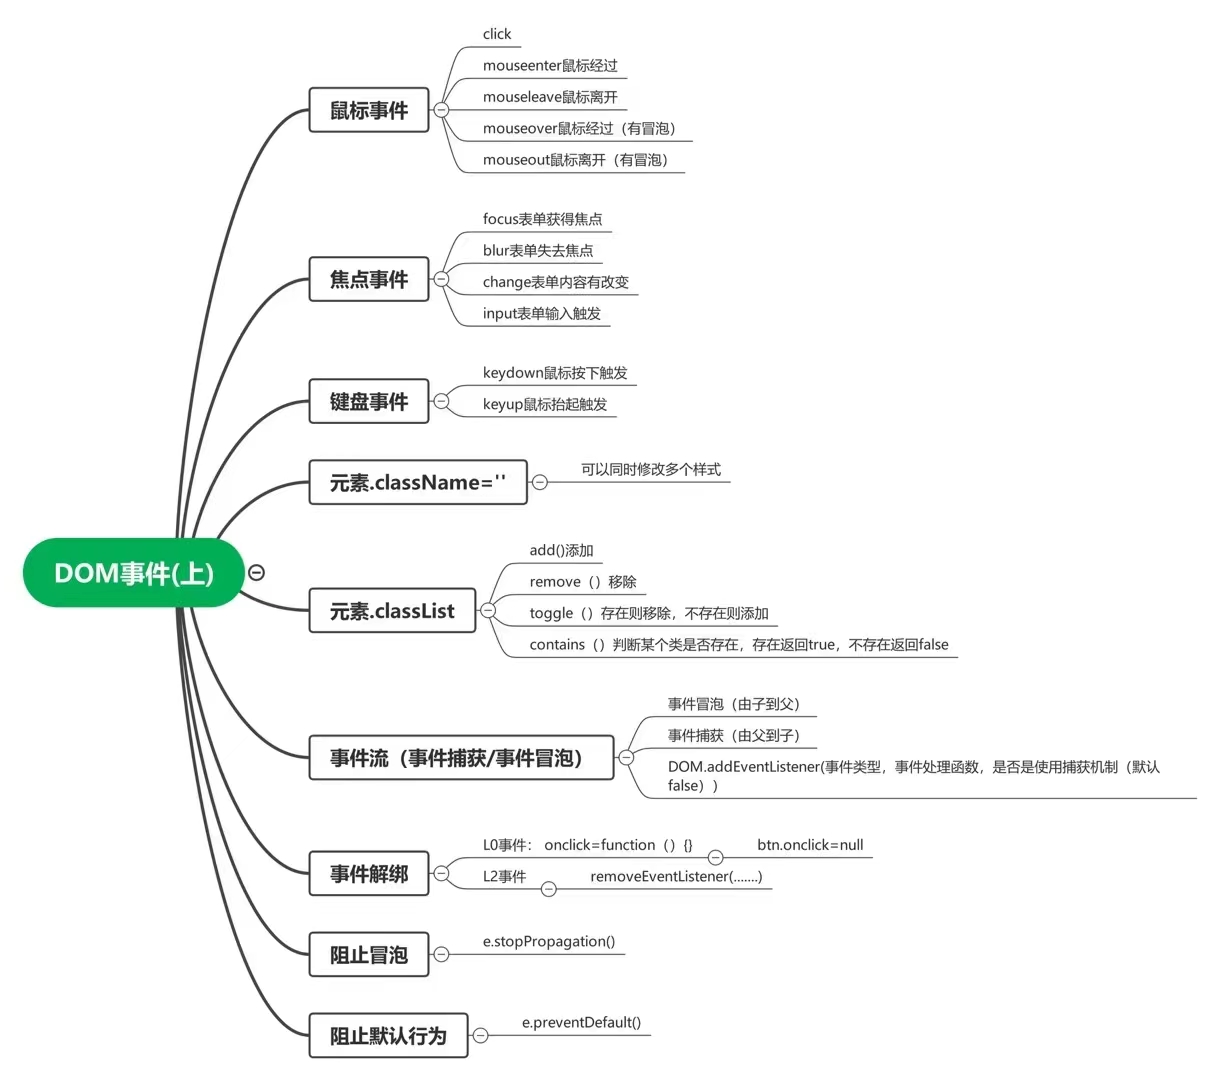 DOM事件(上)
鼠标事件
click
mouseenter鼠标经过
mouseleave鼠标离开
mouseover鼠标经过（有冒泡）
mouseout鼠标离开（有冒泡）
焦点事件
focus表单获得焦点
blur表单失去焦点
change表单内容有改变
input表单输入触发
键盘事件
keydown鼠标按下触发
keyup鼠标抬起触发
元素.className=''
可以同时修改多个样式
元素.classList
add()添加
remove（）移除
toggle（）存在则移除，不存在则添加
contains（）判断某个类是否存在，存在返回true，不存在返回false
事件流（事件捕获/事件冒泡）
事件冒泡（由子到父）
事件捕获（由父到子）
DOM.addEventListener(事件类型，事件处理函数，是否是使用捕获机制（默认
false）)
事件解绑
L0事件： onclick=function（）{}
btn.onclick=null
L2事件
removeEventListener(.......)
阻止冒泡
e.stopPropagation()
阻止默认行为
e.preventDefault()